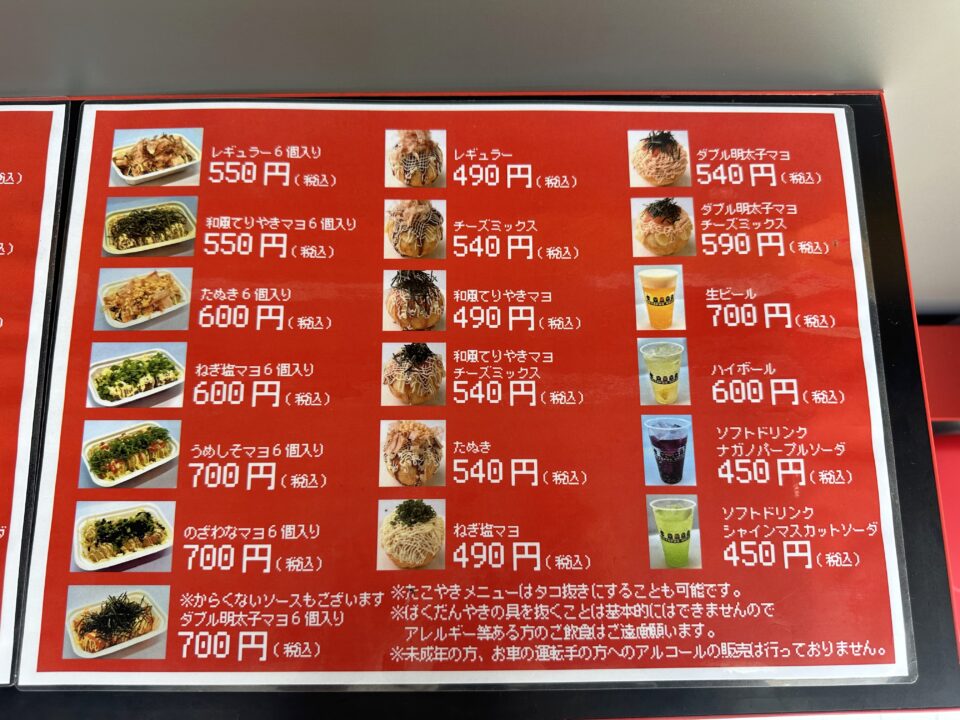 レギュラー６個入り
550円(税込)
和風てりやきマヨ６個入り
550円(税込)
たぬき６個入り
600円(税込)
ねぎ塩マヨ６個入り
600円(税込)
うめしそマヨ６個入り
700円(税込)
のざわなマヨ６個入り
700円(税込)
※からくないソースもございます
ダブル明太子マヨ６個入り
700円(税込)
レギュラー
490円(税込)
チーズミックス
540円(税込)
和風てりやきマヨ
490円(税込)
和風てりやきマヨ
チーズミックス
540円(税込)
たぬき
540円(税込)
ねぎ塩マヨ
490円(税込)
ダブル明太子マヨ
540円(税込)
ダブル明太子マヨ
チーズミックス
590円(税込)
生ビール
700円(税込)
ハイボール
600円(税込)
ソフトドリンク
ナガノパープルソーダ
450円(税込)
ソフトドリンク
シャインマスカットソーダ
450円(税込)
※たこやきメニューはタコ抜きにすることも可能です。
※ばくだんやきの具を抜くことは基本的にはできませんので
アレルギー等ある方のご飲食はご遠慮願います。
※未成年の方、お車の運転手の方へのアルコールの販売は行っておりません。